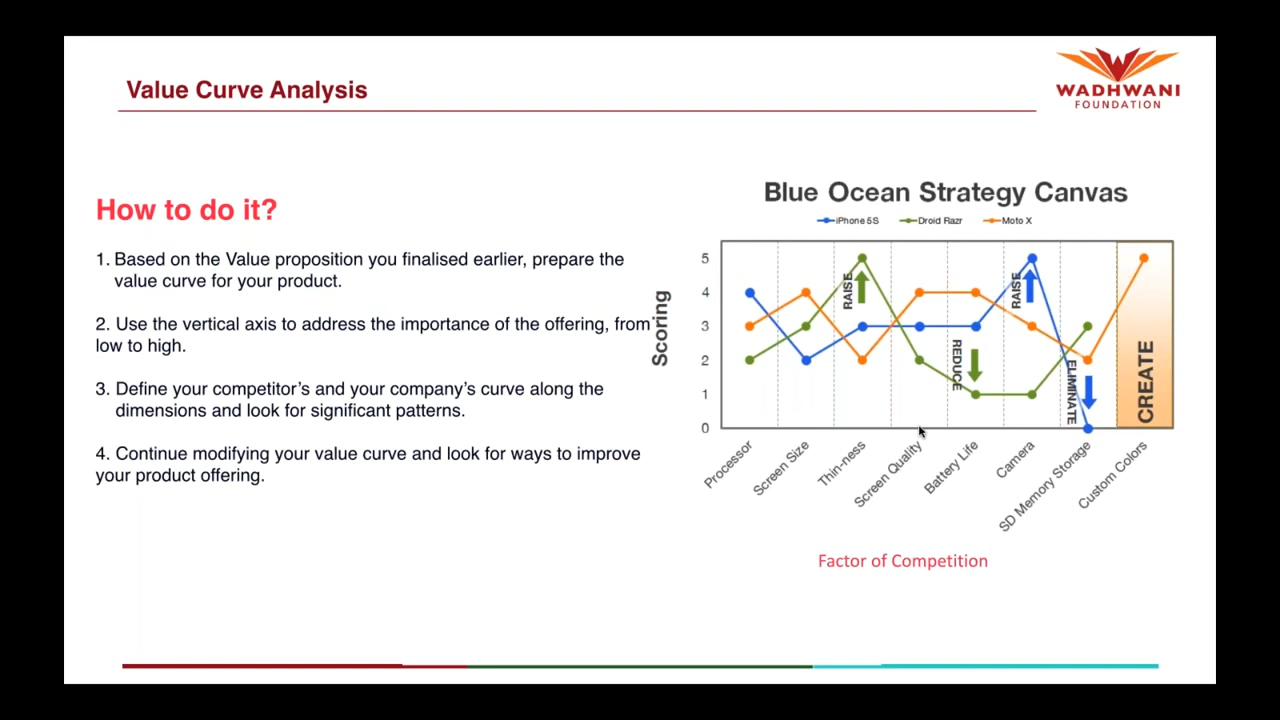 Value Curve Analysis
WADHWANI
FOUNDATION
How to do it?
1. Based on the Value proposition you finalised earlier, prepare the
value curve for your product.
2. Use the vertical axis to address the importance of the offering, from
low to high.
3. Define your competitor's and your company's curve along the
dimensions and look for significant patterns.
4. Continue modifying your value curve and look for ways to improve
your product offering.
Blue Ocean Strategy Canvas
iPhone 5S Droid Razr Moto X
Scoring
5
4
3
2
1
0
RAISE
REDUCE
RAISE
ELIMINATE
CREATE
Processor
Screen Size
Thin-ness
Screen Quality
Battery Life
Camera
SD Memory Storage
Custom Colors
Factor of Competition